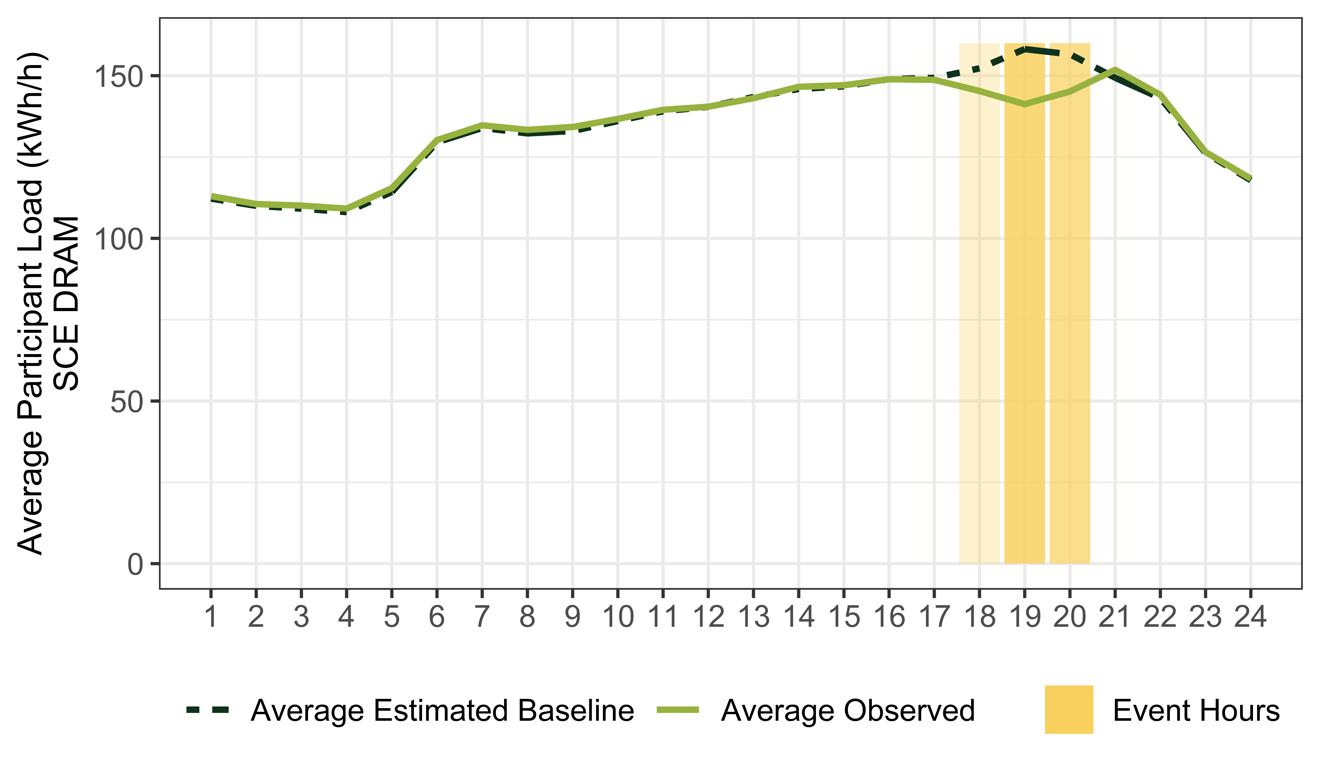 Average Participant Load (kWh/h)
SCE DRAM
150
100
50
0
1 2 3 4 5 6 7 8 9 10 11 12 13 14 15 16 17 18 19 20 21 22 23 24
Average Estimated Baseline Average Observed Event Hours